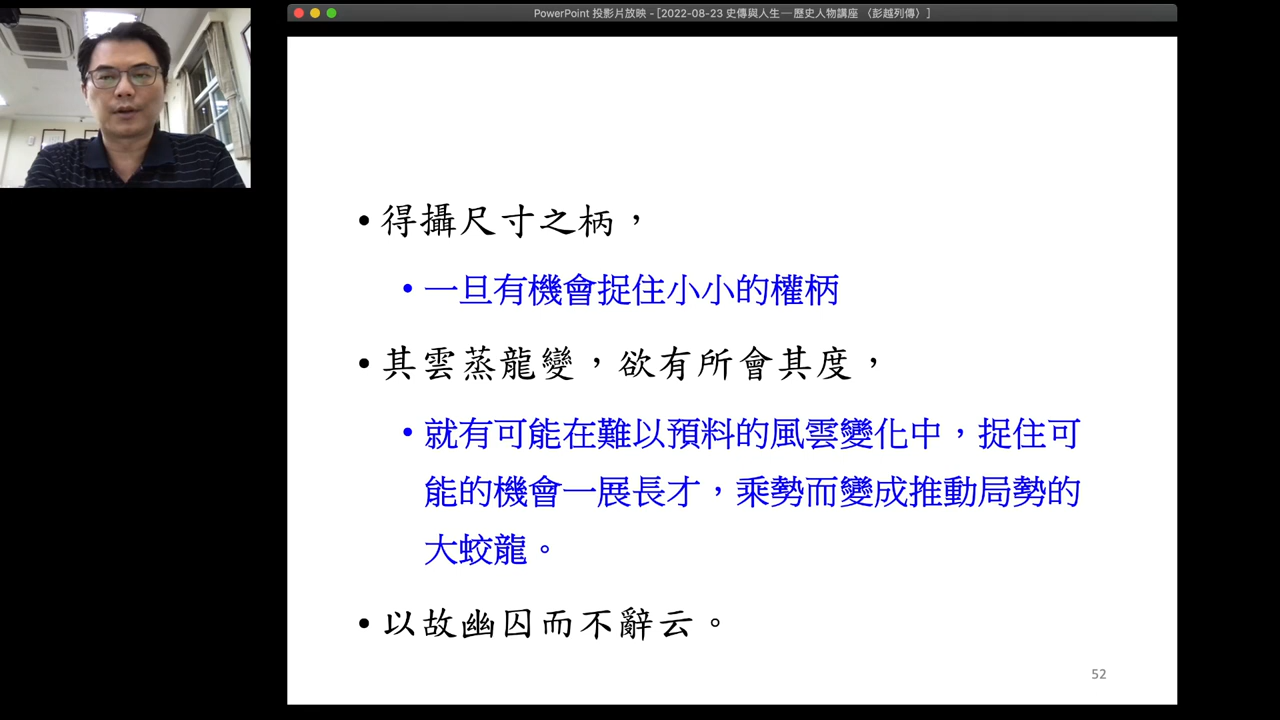 PowerPoint 投影片放映 - [2022-08-23 史傳與人生─歷史人物講座 〈彭越列傳〉]
• 得攝尺寸之柄，
• 一旦有機會捉住小小的權柄
• 其雲蒸龍變，欲有所會其度，
• 就有可能在難以預料的風雲變化中，捉住可
能的機會一展長才，乘勢而變成推動局勢的
大蛟龍。
• 以故幽囚而不辭云。
52